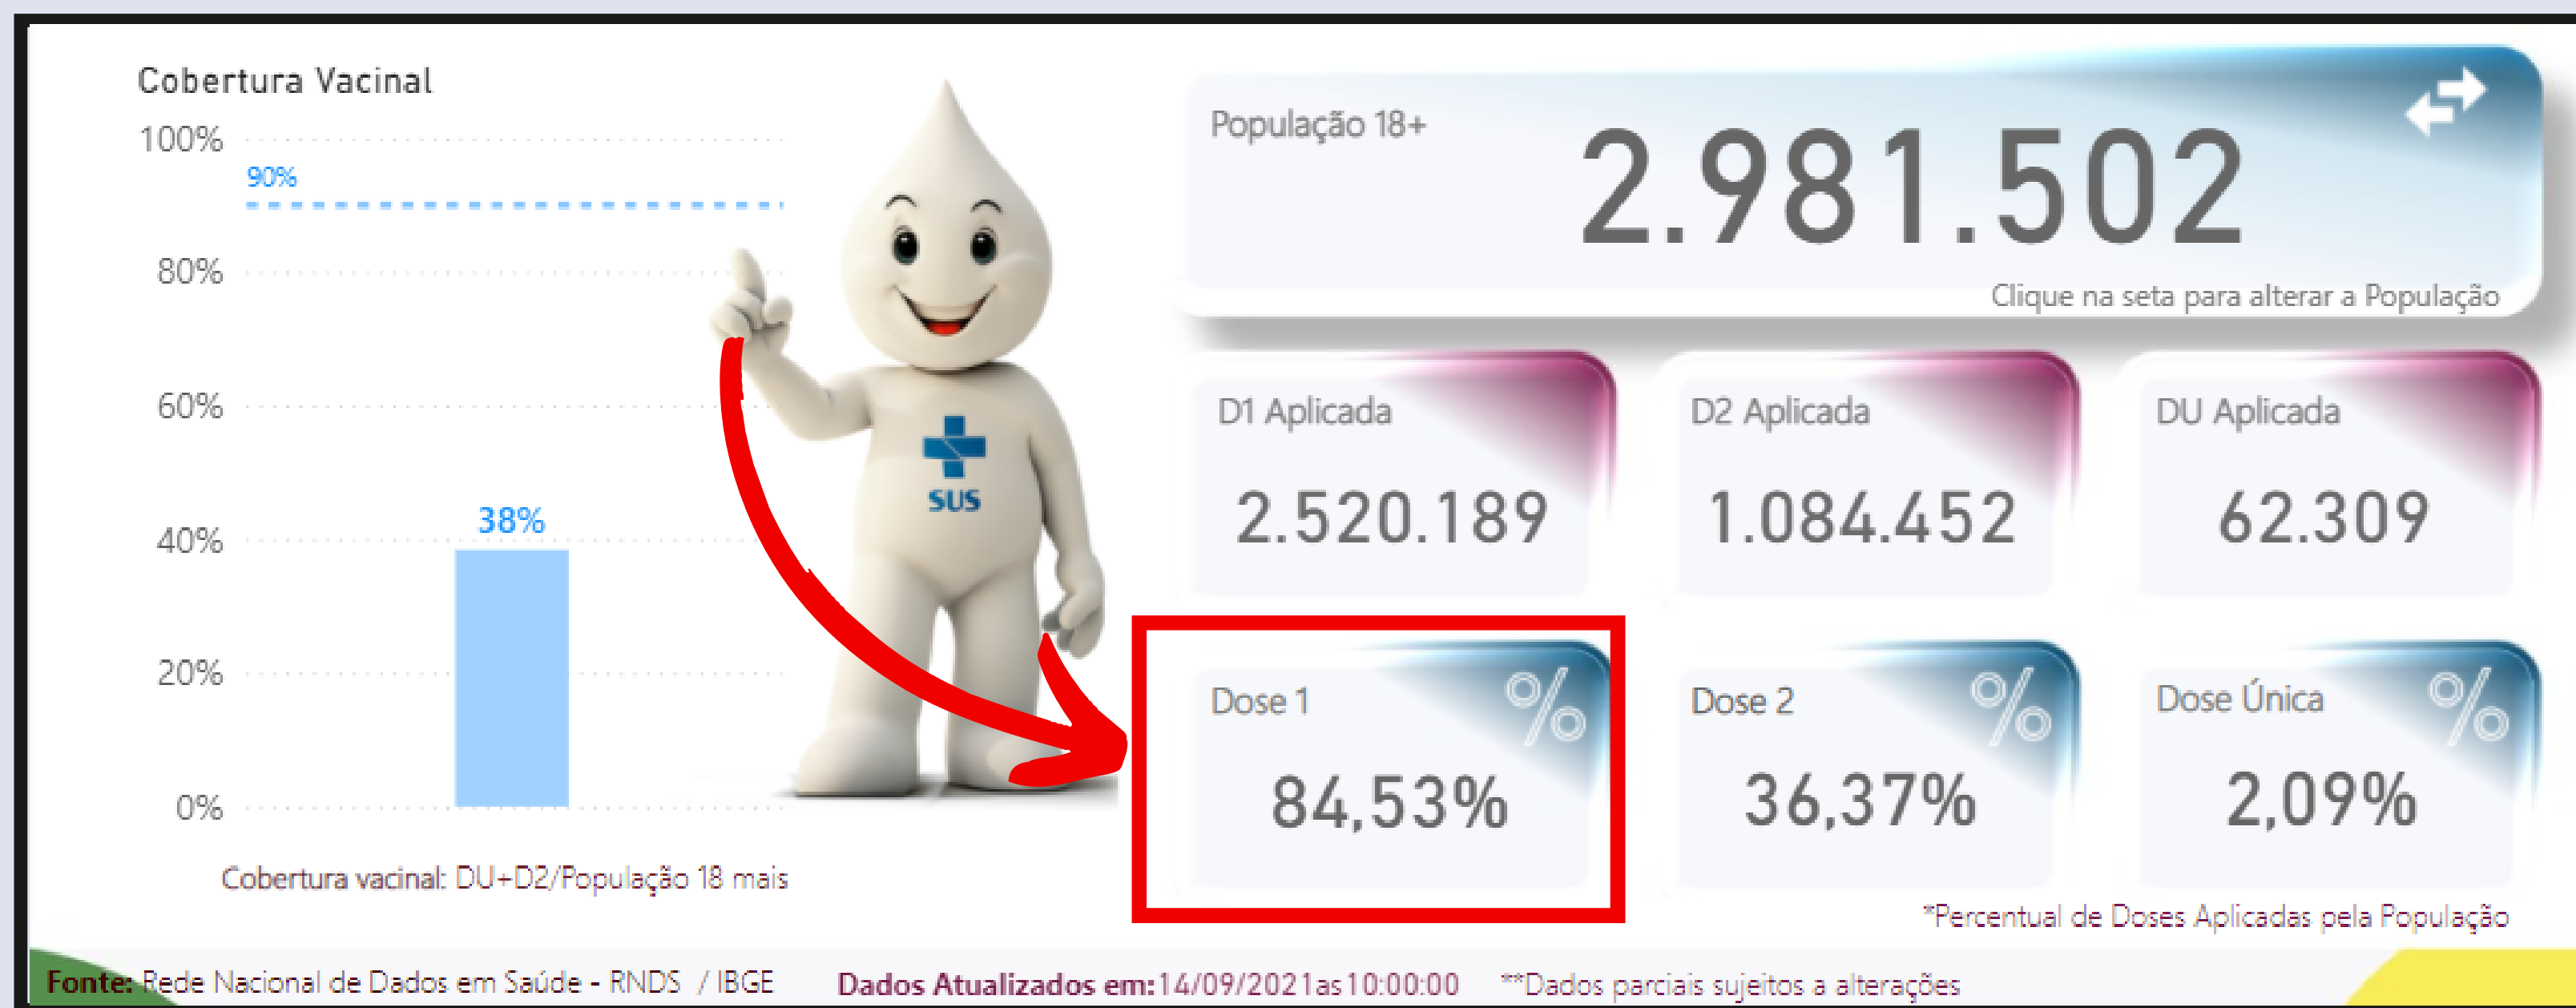 Cobertura Vacinal
100%
90%
80%
60%
40%
38%
20%
0%
Cobertura vacinal: DU+D2/População 18 mais
SUS
População 18+
2.981.502
Clique na seta para alterar a População
D1 Aplicada
2.520.189
D2 Aplicada
1.084.452
DU Aplicada
62.309
Dose 1 %
84,53%
Dose 2 %
36,37%
Dose Única %
2,09%
*Percentual de Doses Aplicadas pela População
Fonte: Rede Nacional de Dados em Saúde - RNDS / IBGE
Dados Atualizados em:14/09/2021as10:00:00
**Dados parciais sujeitos a alterações